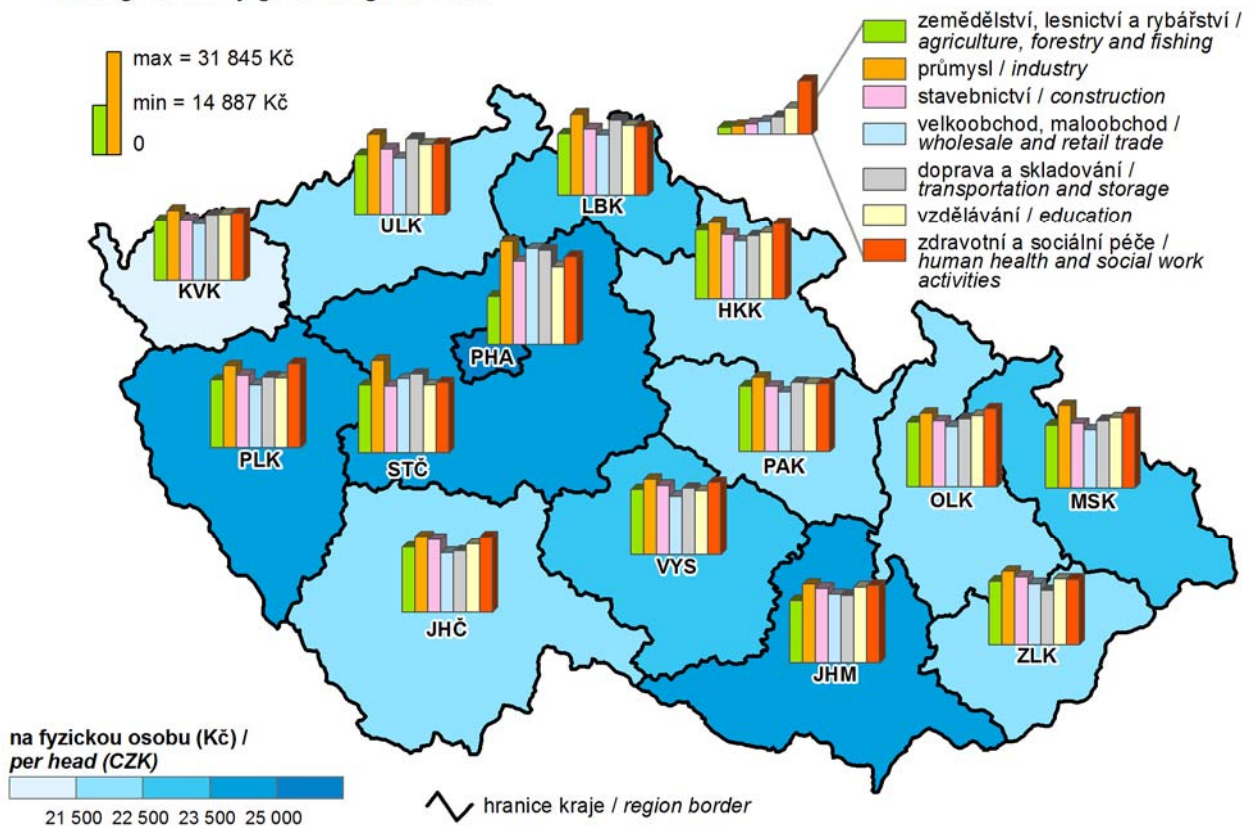 max = 31 845 Kč
min = 14 887 Kč
0
zemědělství, lesnictví a rybářství /
agriculture, forestry and fishing
průmysl / industry
stavebnictví / construction
velkoobchod, maloobchod /
wholesale and retail trade
doprava a skladování /
transportation and storage
vzdělávání / education
zdravotní a sociální péče /
human health and social work
activities
ULK
LBK
KVK
HKK
PHA
PLK
STČ
PAK
OLK
MSK
VYS
JHČ
JHM
ZLK
na fyzickou osobu (Kč) /
per head (CZK)
21 500 22 500 23 500 25 000
hranice kraje / region border